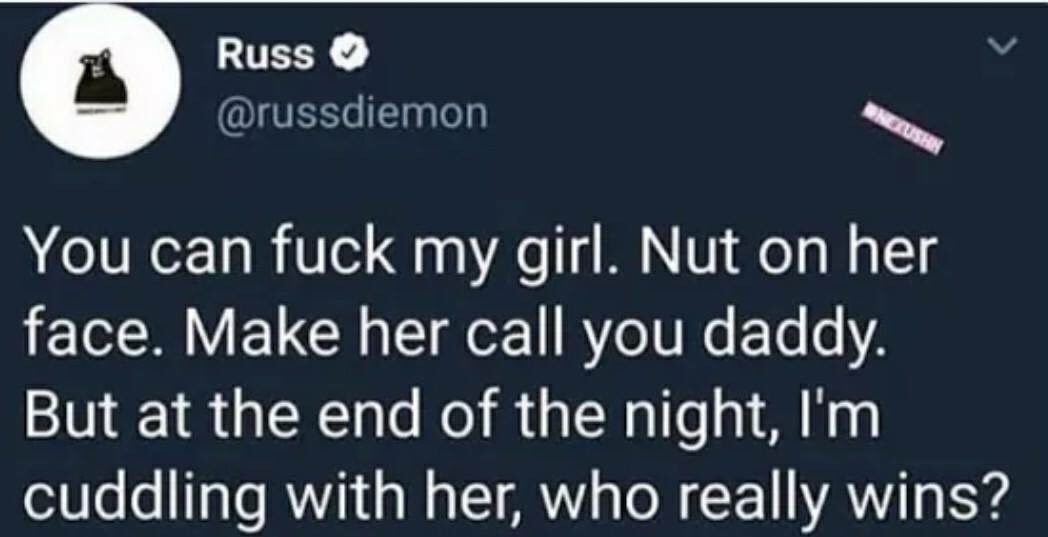 Russ
@russdiemon
@NEXUSHH
You can fuck my girl. Nut on her
face. Make her call you daddy.
But at the end of the night, I'm
cuddling with her, who really wins?